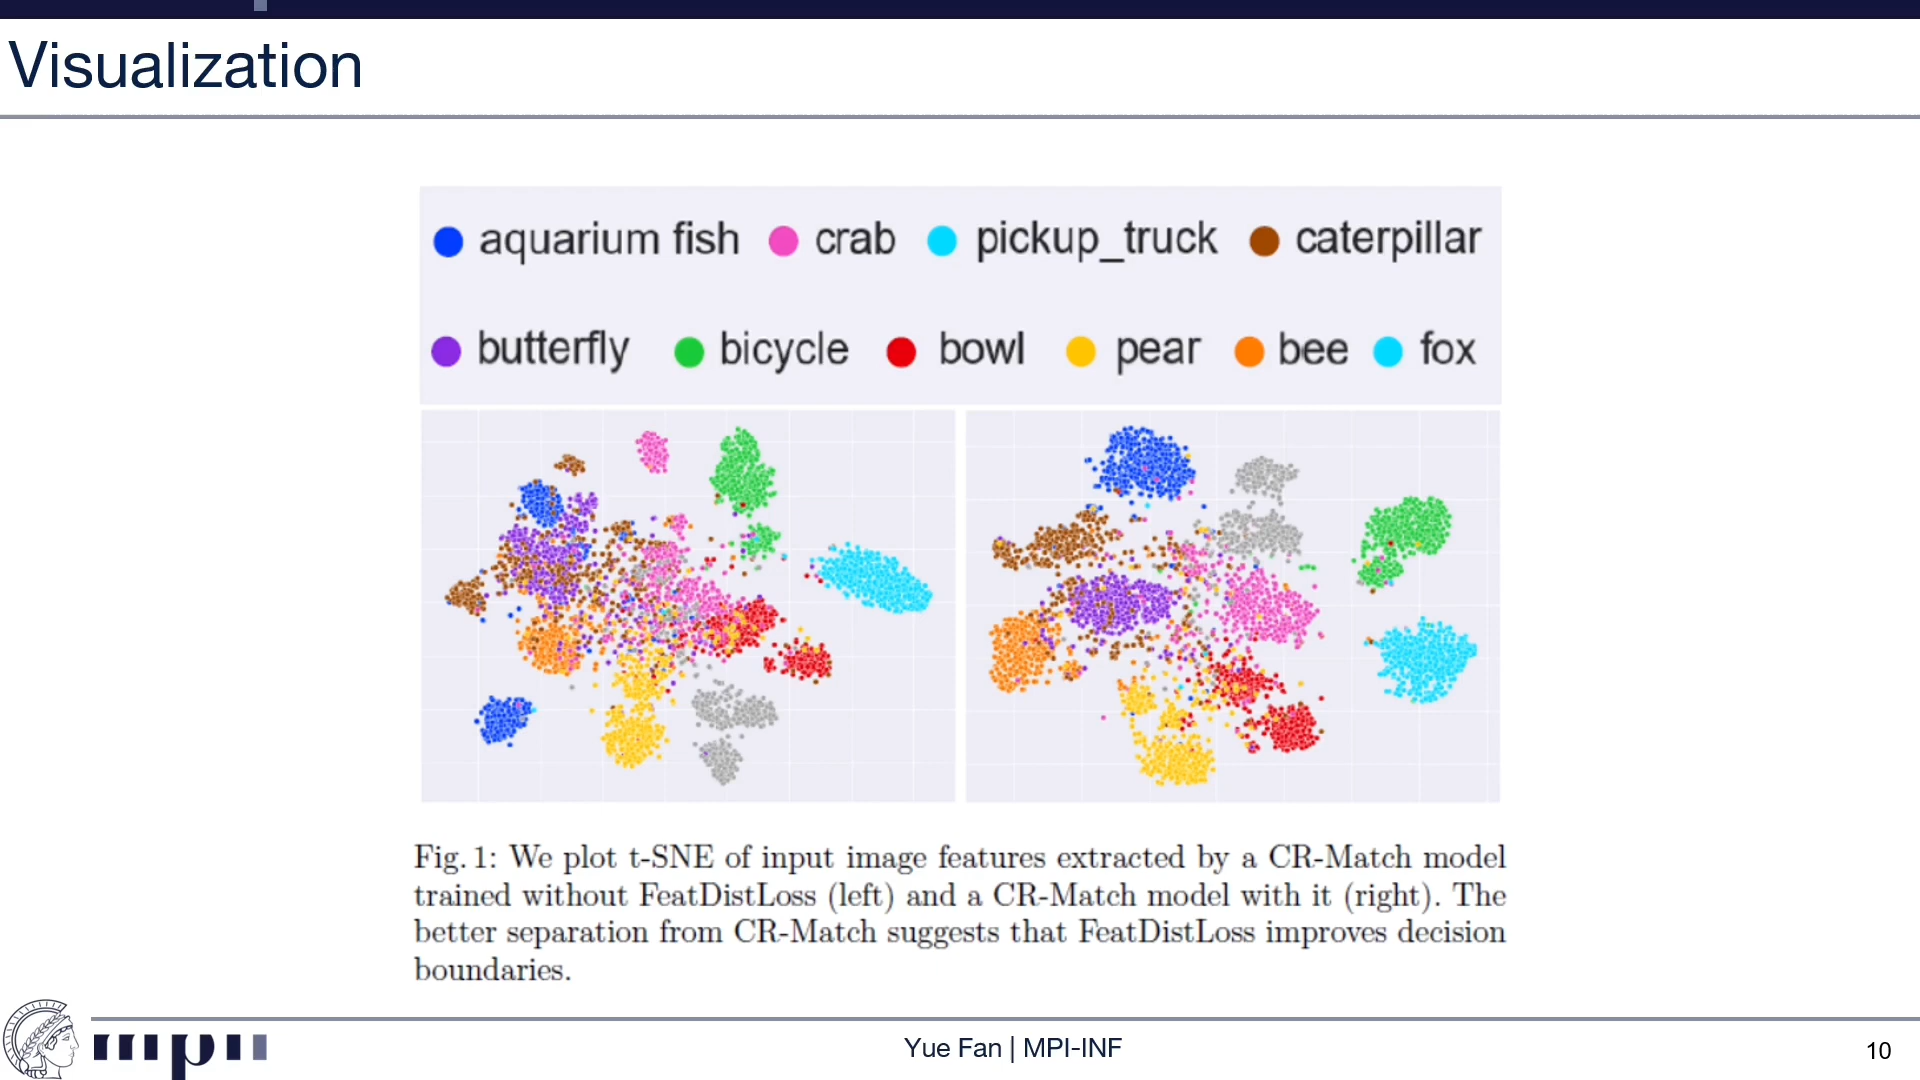 Visualization
aquarium fish crab pickup_truck caterpillar
butterfly bicycle bowl pear bee fox
Fig. 1: We plot t-SNE of input image features extracted by a CR-Match model
trained without FeatDistLoss (left) and a CR-Match model with it (right). The
better separation from CR-Match suggests that FeatDistLoss improves decision
boundaries.
mpii
Yue Fan | MPI-INF
10